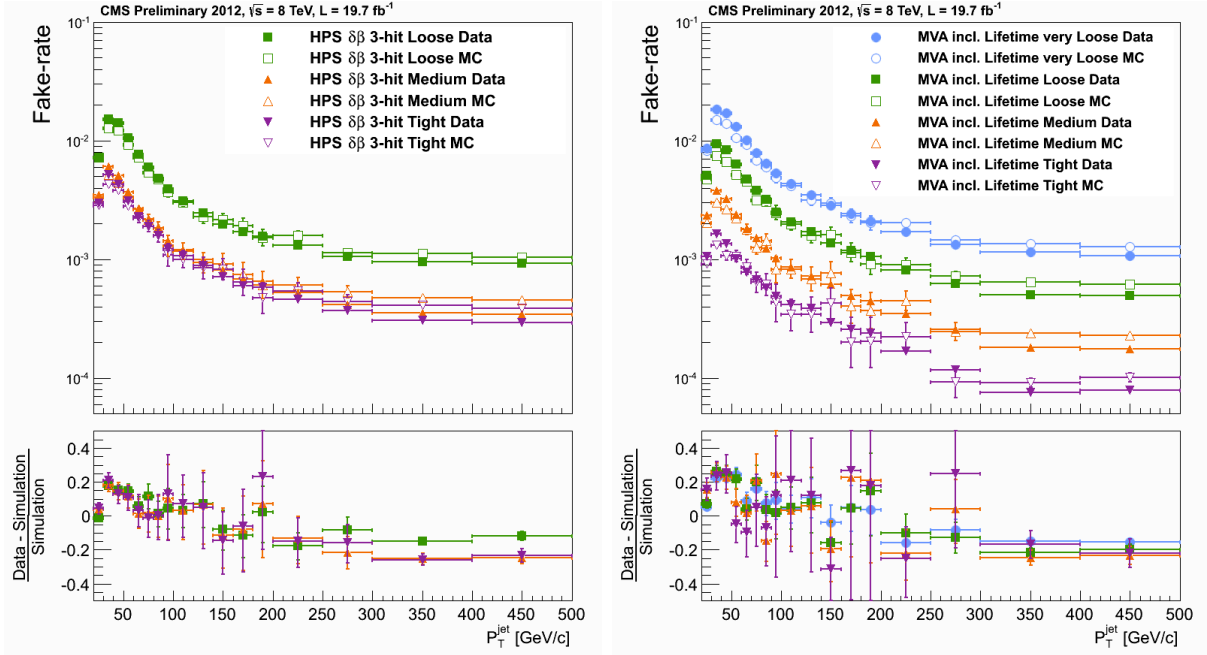 CMS Preliminary 2012, √s = 8 TeV, L = 19.7 fb⁻¹
Fake-rate
10⁻¹
10⁻²
10⁻³
10⁻⁴
HPS δβ 3-hit Loose Data
HPS δβ 3-hit Loose MC
HPS δβ 3-hit Medium Data
HPS δβ 3-hit Medium MC
HPS δβ 3-hit Tight Data
HPS δβ 3-hit Tight MC
Data - Simulation
Simulation
0.4
0.2
0
-0.2
-0.4
50 100 150 200 250 300 350 400 450 500
P_T^jet [GeV/c]
CMS Preliminary 2012, √s = 8 TeV, L = 19.7 fb⁻¹
Fake-rate
10⁻¹
10⁻²
10⁻³
10⁻⁴
MVA incl. Lifetime very Loose Data
MVA incl. Lifetime very Loose MC
MVA incl. Lifetime Loose Data
MVA incl. Lifetime Loose MC
MVA incl. Lifetime Medium Data
MVA incl. Lifetime Medium MC
MVA incl. Lifetime Tight Data
MVA incl. Lifetime Tight MC
Data - Simulation
Simulation
0.4
0.2
0
-0.2
-0.4
50 100 150 200 250 300 350 400 450 500
P_T^jet [GeV/c]